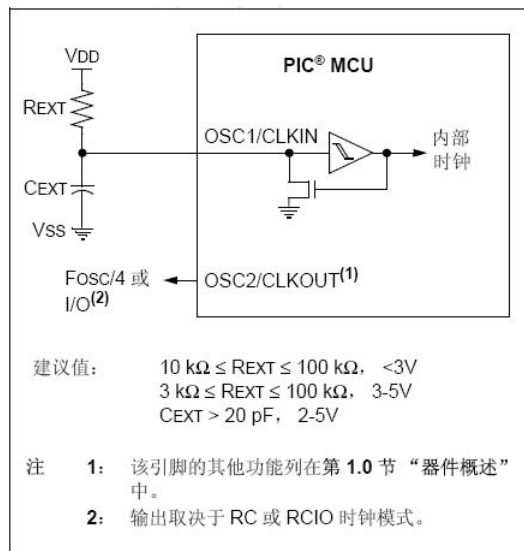 VDD
PIC® MCU
REXT
OSC1/CLKIN
内部
时钟
CEXT
VSS
FOSC/4 或
I/O(2)
OSC2/CLKOUT(1)
建议值： 10 kΩ ≤ REXT ≤ 100 kΩ， <3V
3 kΩ ≤ REXT ≤ 100 kΩ， 3-5V
CEXT > 20 pF， 2-5V
注 1： 该引脚的其他功能列在第 1.0 节 “器件概述”
中。
2： 输出取决于 RC 或 RCIO 时钟模式。